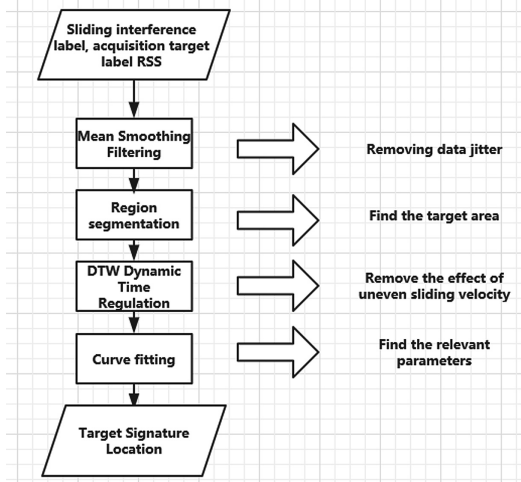 Sliding interference
label, acquisition target
label RSS
Mean Smoothing
Filtering
Removing data jitter
Region
segmentation
Find the target area
DTW Dynamic
Time
Regulation
Remove the effect of
uneven sliding velocity
Curve fitting
Find the relevant
parameters
Target Signature
Location